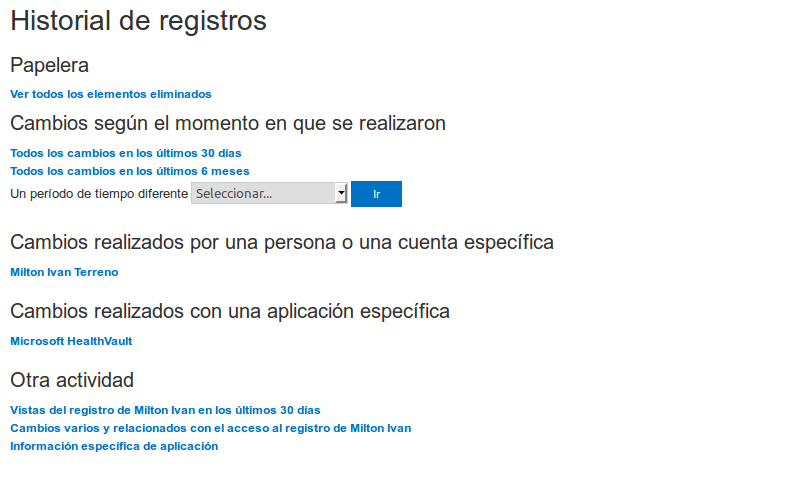 Historial de registros
Papelera
Ver todos los elementos eliminados
Cambios según el momento en que se realizaron
Todos los cambios en los últimos 30 días
Todos los cambios en los últimos 6 meses
Un período de tiempo diferente Seleccionar... Ir
Cambios realizados por una persona o una cuenta específica
Milton Ivan Terreno
Cambios realizados con una aplicación específica
Microsoft HealthVault
Otra actividad
Vistas del registro de Milton Ivan en los últimos 30 días
Cambios varios y relacionados con el acceso al registro de Milton Ivan
Información específica de aplicación